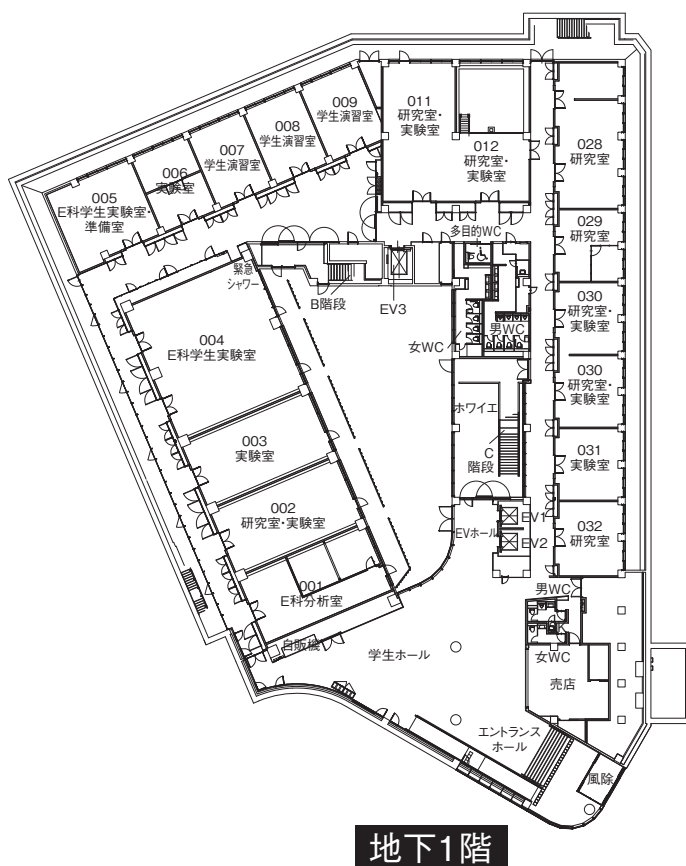 009
学生演習室
008
学生演習室
007
学生演習室
006
実験室
005
E科学生実験室・
準備室
011
研究室・
実験室
012
研究室・
実験室
028
研究室
029
研究室
030
研究室・
実験室
030
研究室・
実験室
031
実験室
032
研究室
多目的WC
緊急
シャワー
B階段
EV3
女WC
男WC
004
E科学生実験室
003
実験室
002
研究室・実験室
001
E科分析室
ホワイエ
C
階段
EVホール
EV1
EV2
男WC
女WC
売店
自販機
学生ホール
エントランス
ホール
風除
地下1階